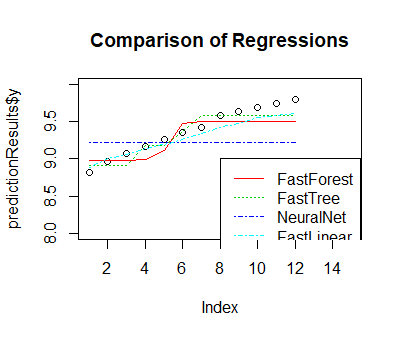 Comparison of Regressions
predictionResults$y
9.5
9.0
8.5
8.0
FastForest
FastTree
NeuralNet
FastLinear
2 4 6 8 10 12 14
Index